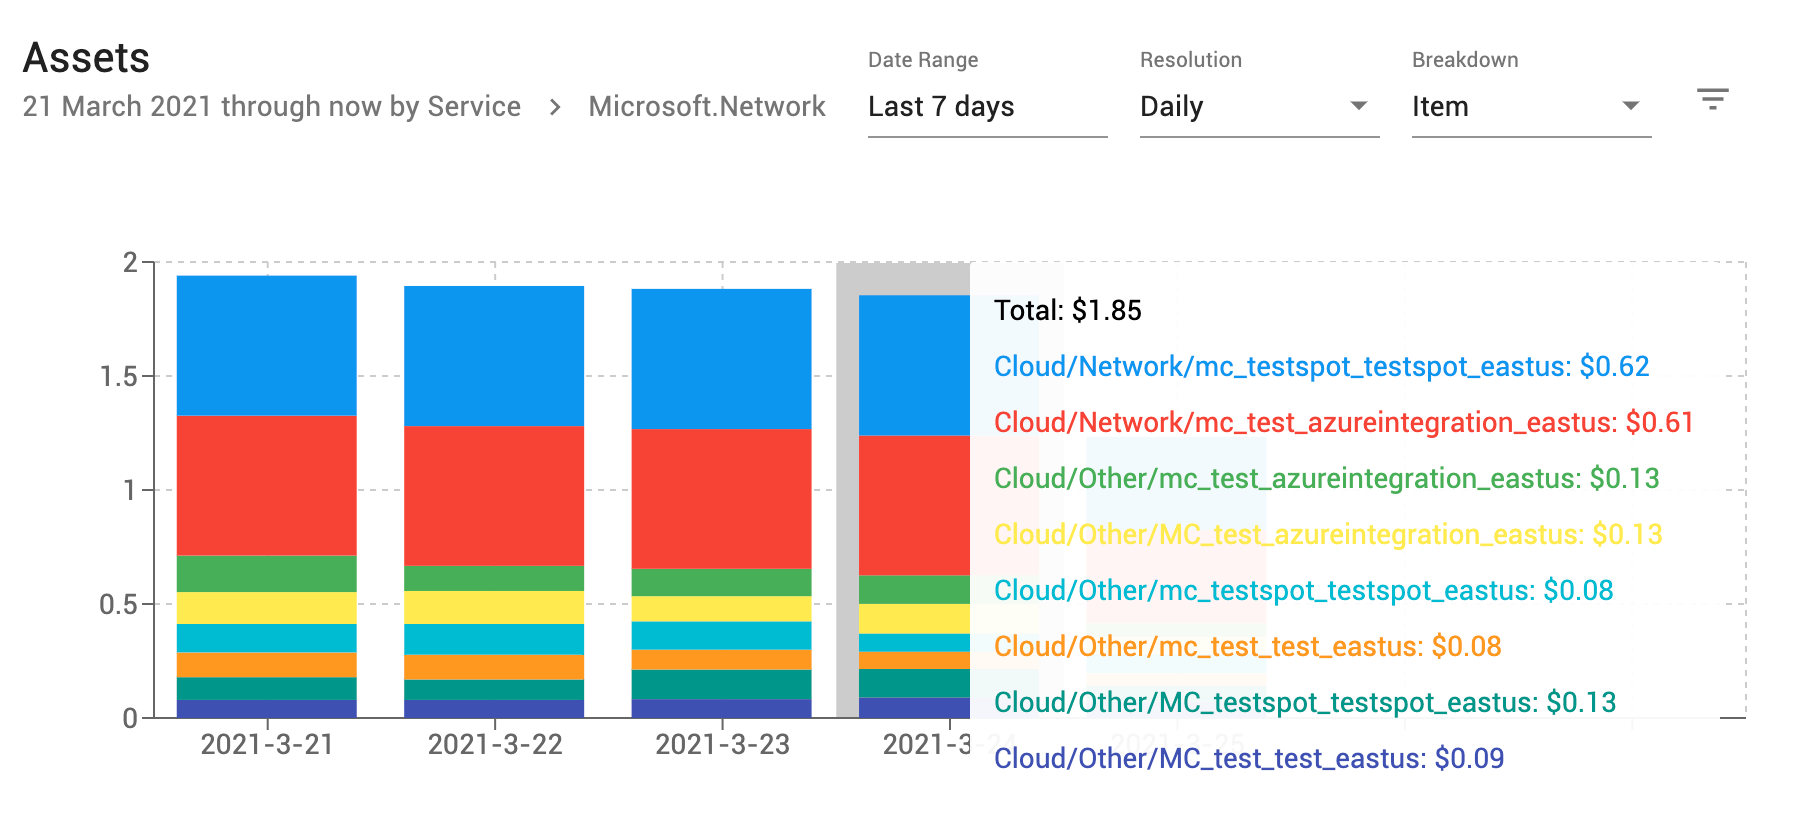 Assets
21 March 2021 through now by Service > Microsoft.Network
Date Range
Last 7 days
Resolution
Daily
Breakdown
Item
2
1.5
1
0.5
0
2021-3-21
2021-3-22
2021-3-23
2021-3-24
2021-3-25
Total: $1.85
Cloud/Network/mc_testspot_testspot_eastus: $0.62
Cloud/Network/mc_test_azureintegration_eastus: $0.61
Cloud/Other/mc_test_azureintegration_eastus: $0.13
Cloud/Other/MC_test_azureintegration_eastus: $0.13
Cloud/Other/mc_testspot_testspot_eastus: $0.08
Cloud/Other/mc_test_test_eastus: $0.08
Cloud/Other/MC_testspot_testspot_eastus: $0.13
Cloud/Other/MC_test_test_eastus: $0.09